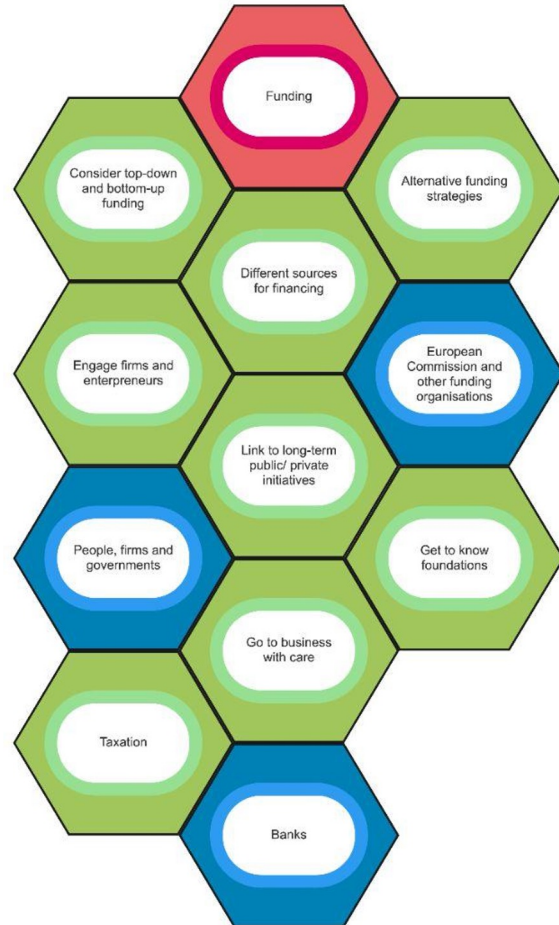 Funding
Consider top-down
and bottom-up
funding
Alternative funding
strategies
Different sources
for financing
Engage firms and
enterpreneurs
European
Commission and
other funding
organisations
Link to long-term
public/ private
initiatives
People, firms and
governments
Get to know
foundations
Go to business
with care
Taxation
Banks